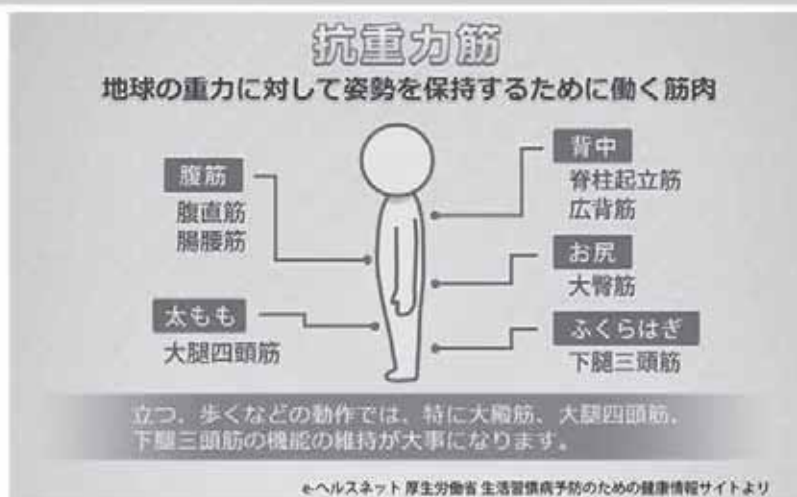 抗重力筋
地球の重力に対して姿勢を保持するために働く筋肉
腹筋
腹直筋
腸腰筋
太もも
大腿四頭筋
背中
脊柱起立筋
広背筋
お尻
大臀筋
ふくらはぎ
下腿三頭筋
立つ、歩くなどの動作では、特に大殿筋、大腿四頭筋、
下腿三頭筋の機能の維持が大事になります。
e-ヘルスネット 厚生労働省 生活習慣病予防のための健康情報サイトより